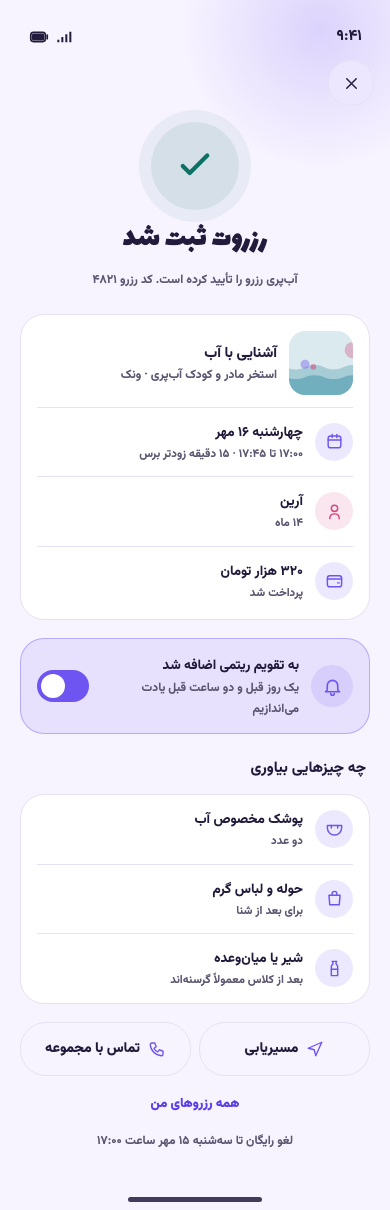 ۹:۴۱
رزروت ثبت شد
آب‌پری رزرو را تأیید کرده است. کد رزرو ۴۸۲۱
آشنایی با آب
استخر مادر و کودک آب‌پری · ونک
چهارشنبه ۱۶ مهر
۱۷:۰۰ تا ۱۷:۴۵ · ۱۵ دقیقه زودتر برس
آرین
۱۴ ماه
۳۲۰ هزار تومان
پرداخت شد
به تقویم ریتمی اضافه شد
یک روز قبل و دو ساعت قبل یادت
می‌اندازیم
چه چیزهایی بیاوری
پوشک مخصوص آب
دو عدد
حوله و لباس گرم
برای بعد از شنا
شیر یا میان‌وعده
بعد از کلاس معمولاً گرسنه‌اند
مسیریابی
تماس با مجموعه
همه رزروهای من
لغو رایگان تا سه‌شنبه ۱۵ مهر ساعت ۱۷:۰۰